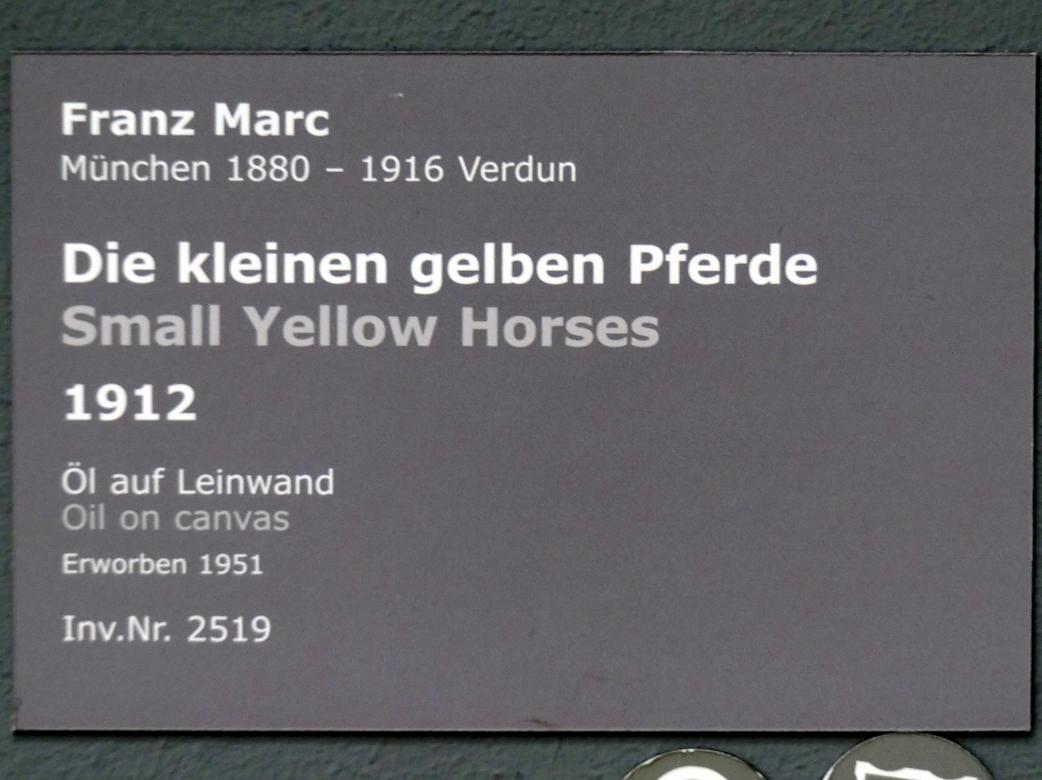 Franz Marc
München 1880 – 1916 Verdun
Die kleinen gelben Pferde
Small Yellow Horses
1912
Öl auf Leinwand
Oil on canvas
Erworben 1951
Inv.Nr. 2519